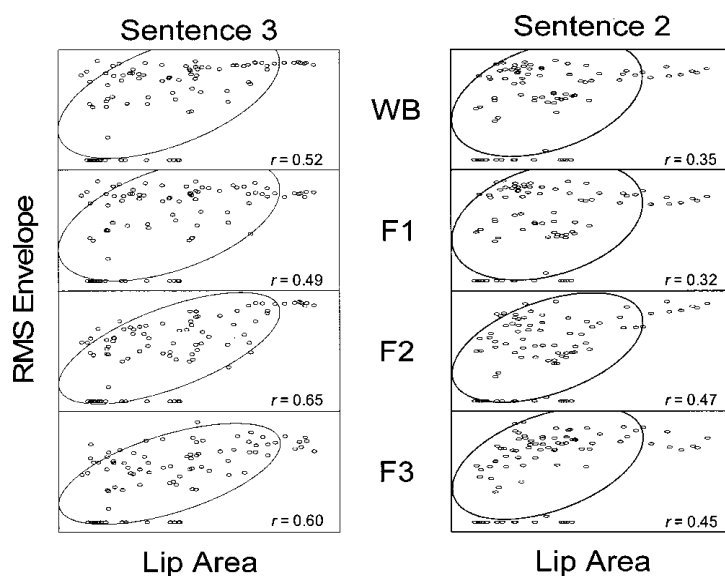 Sentence 3
Sentence 2
RMS Envelope
r = 0.52
WB
r = 0.35
r = 0.49
F1
r = 0.32
r = 0.65
F2
r = 0.47
r = 0.60
F3
r = 0.45
Lip Area
Lip Area